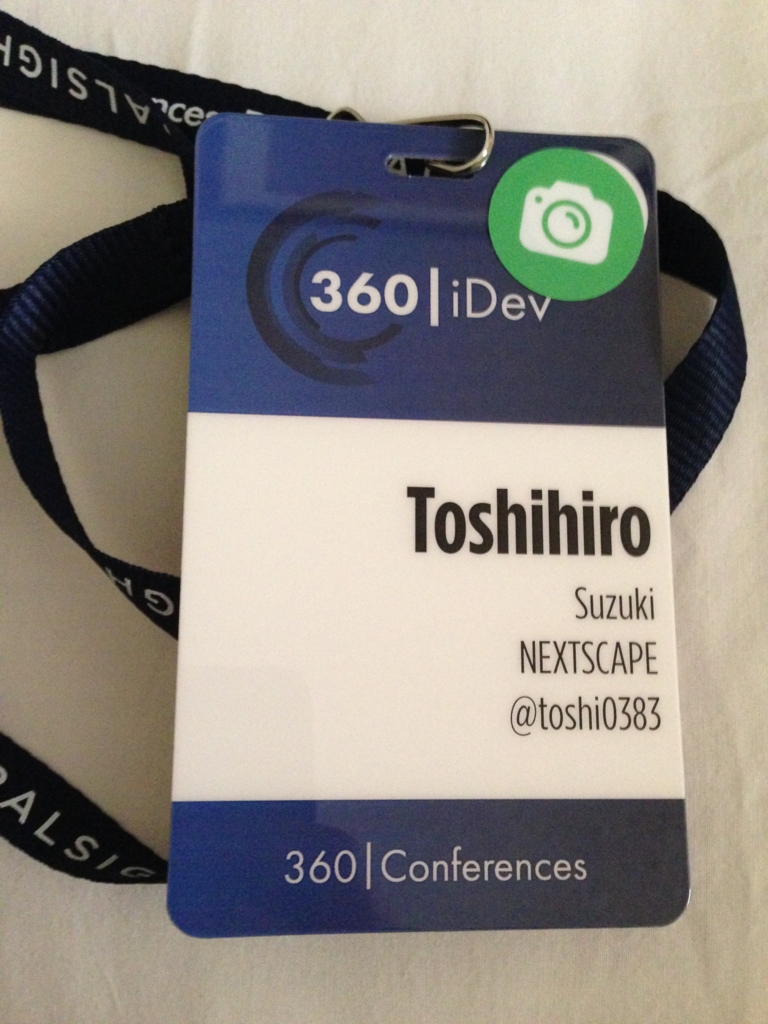 360|iDev
Toshihiro
Suzuki
NEXTSCAPE
@toshi0383
360|Conferences